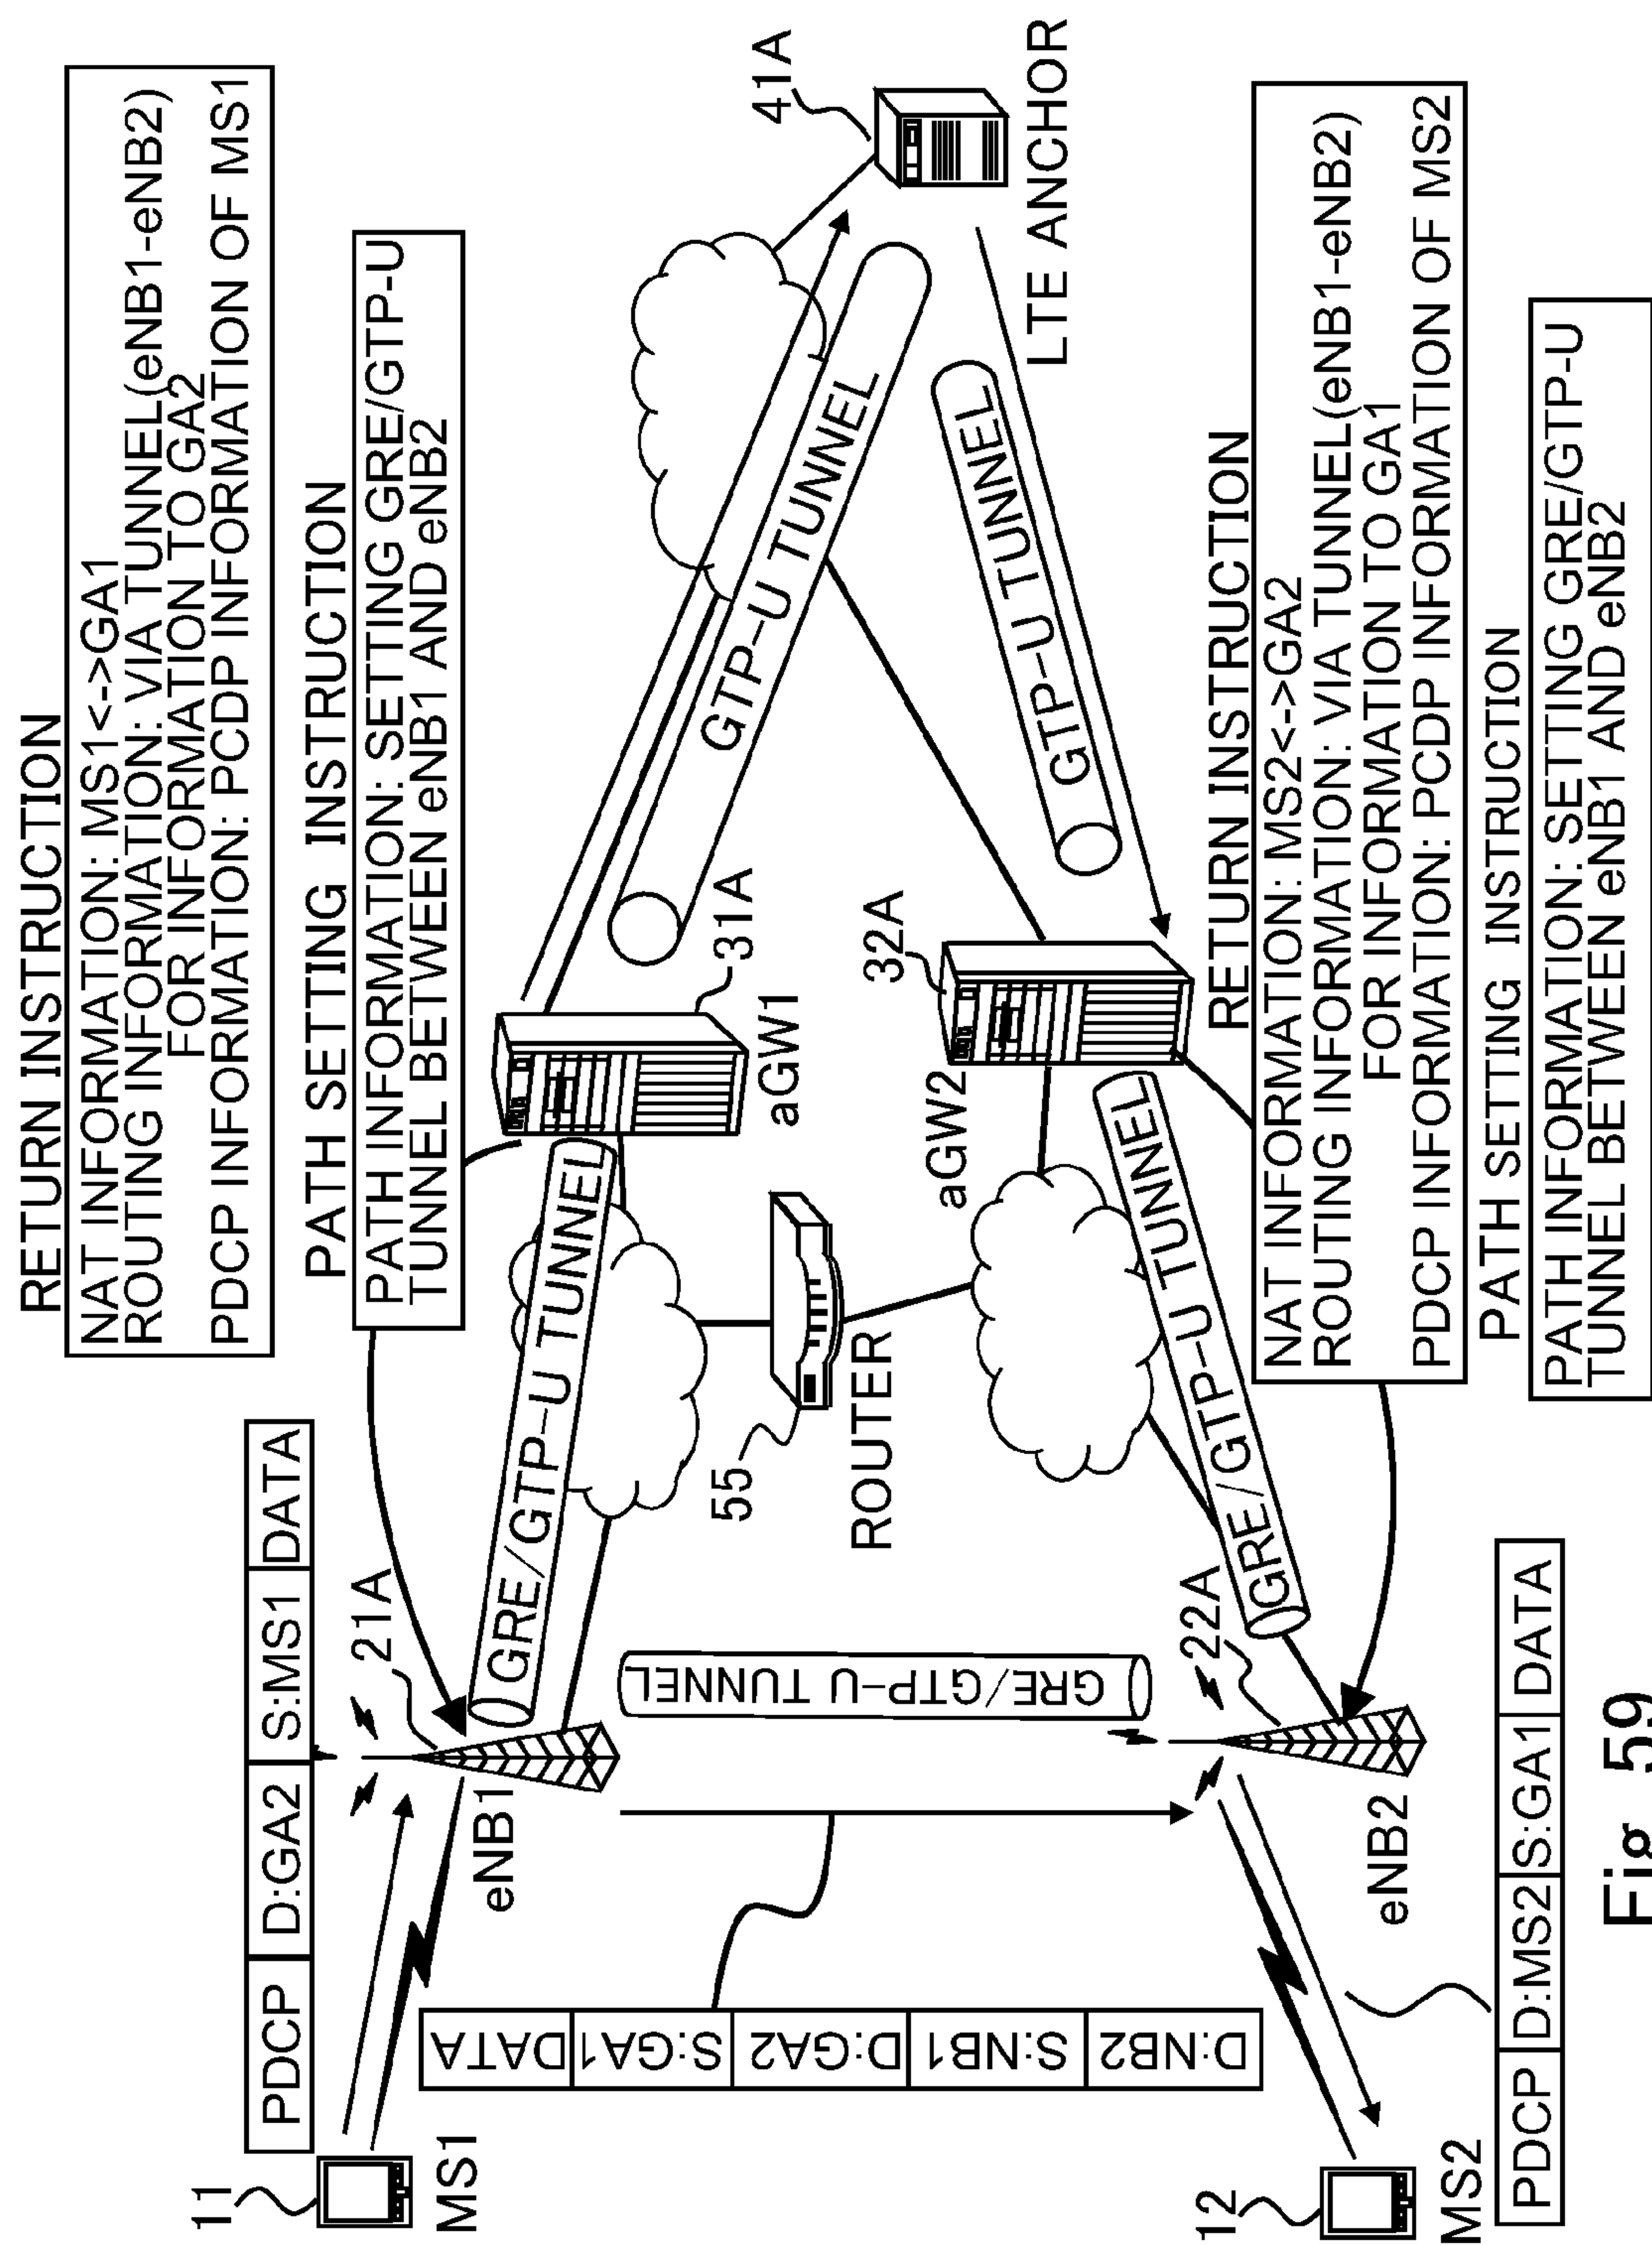 RETURN INSTRUCTION
NAT INFORMATION: MS1<->GA1
ROUTING INFORMATION: VIA TUNNEL(eNB1-eNB2)
FOR INFORMATION TO GA2
PDCP INFORMATION: PCDP INFORMATION OF MS1
PATH SETTING INSTRUCTION
PATH INFORMATION: SETTING GRE/GTP-U
TUNNEL BETWEEN eNB1 AND eNB2
PDCP D:GA2 S:MS1 DATA
11
MS1
21A
eNB1
GRE/GTP-U TUNNEL
31A
aGW1
GTP-U TUNNEL
41A
LTE ANCHOR
GTP-U TUNNEL
55
ROUTER
DATA S:GA1 D:GA2 S:NB1 D:NB2
GRE/GTP-U TUNNEL
32A
aGW2
GRE/GTP-U TUNNEL
22A
eNB2
12
MS2
RETURN INSTRUCTION
NAT INFORMATION: MS2<->GA2
ROUTING INFORMATION: VIA TUNNEL(eNB1-eNB2)
FOR INFORMATION TO GA1
PDCP INFORMATION: PCDP INFORMATION OF MS2
PATH SETTING INSTRUCTION
PATH INFORMATION: SETTING GRE/GTP-U
TUNNEL BETWEEN eNB1 AND eNB2
PDCP D:MS2 S:GA1 DATA
Fig. 59